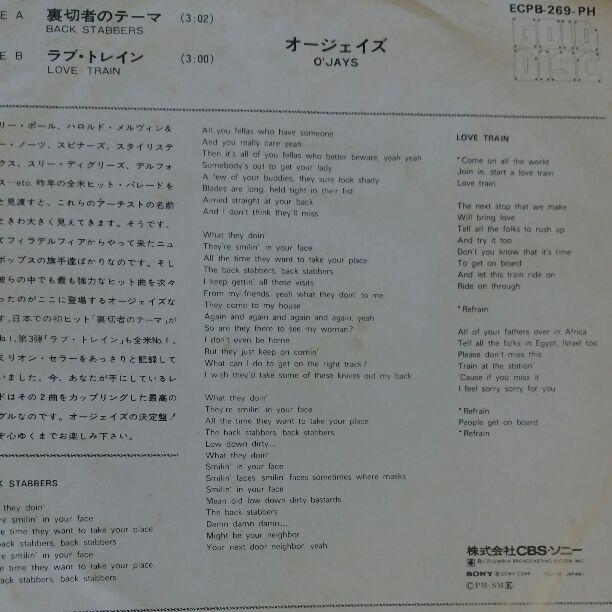 E A 裏切者のテーマ (3:02)
BACK STABBERS
E B ラブ・トレイン (3:00)
LOVE TRAIN
オージェイズ
O'JAYS
ECPB-269-PH
GOLD
DISC
リー・ポール、ハロルド・メルヴィン&
ー・ノーツ、スピナーズ、スタイリステ
クス、スリー・ディグリーズ、デルフォ
ス…etc. 昨年の全米ヒット・パレードを
と見渡すと、これらのアーチストの名前
ときわ大きく見えてきます。そうです、
てフィラデルフィアからやって来たニュ
ポップスの旗手達ばかりなのです。そし
彼らの中でも最も強力なヒット曲を次々
ったのがここに登場するオージェイズな
す。日本での初ヒット「裏切者のテーマ」が
No.1、第3弾「ラブ・トレイン」も全米No.1、
ミリオン・セラーをあっさりと記録して
いました。今、あなたが手にしているレ
ドはその2曲をカップリングした最高の
グルなのです。オージェイズの決定盤!
ぞ心ゆくまでお楽しみ下さい。
CK STABBERS
they doin'
re smilin' in your face
e time they want to take your place
back stabbers, back stabbers
re smilin' in your face
e time they want to take your place
back stabbers, back stabbers
All you fellas who have someone
And you really care yeah
Then it's all of you fellas who better beware, yeah yeah
Somebody's out to get your lady
A few of your buddies, they sure look shady
Blades are long, held tight in their fist
Aimed straight at your back
And I don't think they'll miss
What they doin'
They're smilin' in your face
All the time they want to take your place
The back stabbers, back stabbers
I keep gettin' all these visits
From my friends, yeah what they doin' to me
They come to my house
Again and again and again and again, yeah
So are they there to see my woman?
I don't even be home
But they just keep on comin'
What can I do to get on the right track?
I wish they'd take some of these knives out my back
What they doin'
They're smilin' in your face
All the time they want to take your place
The back stabbers, back stabbers
Low down dirty...
What they doin'
Smilin' in your face
Smilin' faces, smilin' faces sometimes where masks
Smilin' in your face
Mean old low down dirty bastards
The back stabbers
Damn damn damn...
Might be your neighbor
Your next door neighbor, yeah
LOVE TRAIN
*Come on all the world
Join in, start a love train
Love train
The next stop that we make
Will bring love
Tell all the folks to rush up
And try it too
Don't you know that it's time
To get on board
And let this train ride on
Ride on through
*Refrain
All of your fathers over in Africa
Tell all the folks in Egypt, Israel too
Please don't miss this
Train at the station'
'Cause if you miss it
I feel sorry sorry for you
*Refrain
People get on board
*Refrain
株式会社CBS・ソニー
COLUMBIA BROADCASTING SYSTEM INC
SONY SONY CORP. TOKYO JAPAN
Ⓒ PM-SM Ⓚ